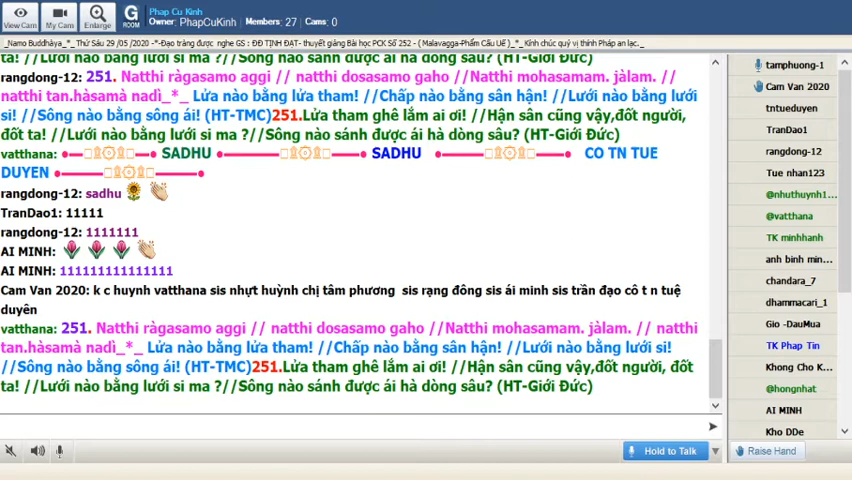 View Cam
My Cam
Enlarge
G
ROOM
Phap Cu Kinh
Owner: PhapCuKinh Members: 27 Cams: 0
_Namo Buddhàya_*_ Thứ Sáu 29 /05 /2020 -*-Đạo tràng được nghe GS : ĐĐ TỊNH ĐẠT- thuyết giảng Bài học PCK Số 252 - ( Malavagga-Phẩm Cấu Uế )_*_ Kính chúc quý vị thính Pháp an lạc._
ta! //Lưới nào bằng lưới si ma ?//Sông nào sánh được ái hà dòng sâu? (HT-Giới Đức)
rangdong-12: 251. Natthi ràgasamo aggi // natthi dosasamo gaho //Natthi mohasamam. jàlam. //
natthi tan.hàsamà nadì_*_ Lửa nào bằng lửa tham! //Chấp nào bằng sân hận! //Lưới nào bằng lưới
si! //Sông nào bằng sông ái! (HT-TMC)251.Lửa tham ghê lắm ai ơi! //Hận sân cũng vậy,đốt người,
đốt ta! //Lưới nào bằng lưới si ma ?//Sông nào sánh được ái hà dòng sâu? (HT-Giới Đức)
vatthana: SADHU SADHU CO TN TUE
DUYEN
rangdong-12: sadhu
TranDao1: 11111
rangdong-12: 1111111
AI MINH:
AI MINH: 111111111111111
Cam Van 2020: k c huynh vatthana sis nhựt huỳnh chị tâm phương sis rạng đông sis ái minh sis trần đạo cô t n tuệ
duyên
vatthana: 251. Natthi ràgasamo aggi // natthi dosasamo gaho //Natthi mohasamam. jàlam. // natthi
tan.hàsamà nadì_*_ Lửa nào bằng lửa tham! //Chấp nào bằng sân hận! //Lưới nào bằng lưới si!
//Sông nào bằng sông ái! (HT-TMC)251.Lửa tham ghê lắm ai ơi! //Hận sân cũng vậy,đốt người, đốt
ta! //Lưới nào bằng lưới si ma ?//Sông nào sánh được ái hà dòng sâu? (HT-Giới Đức)
Hold to Talk
tamphuong-1
Cam Van 2020
tntueduyen
TranDao1
rangdong-12
Tue nhan123
@nhuthuynh1...
@vatthana
TK minhhanh
anh binh min...
chandara_7
dhammacari_1
Gio -DauMua
TK Phap Tin
Khong Cho K...
@hongnhat
AI MINH
Kho DDe
Raise Hand